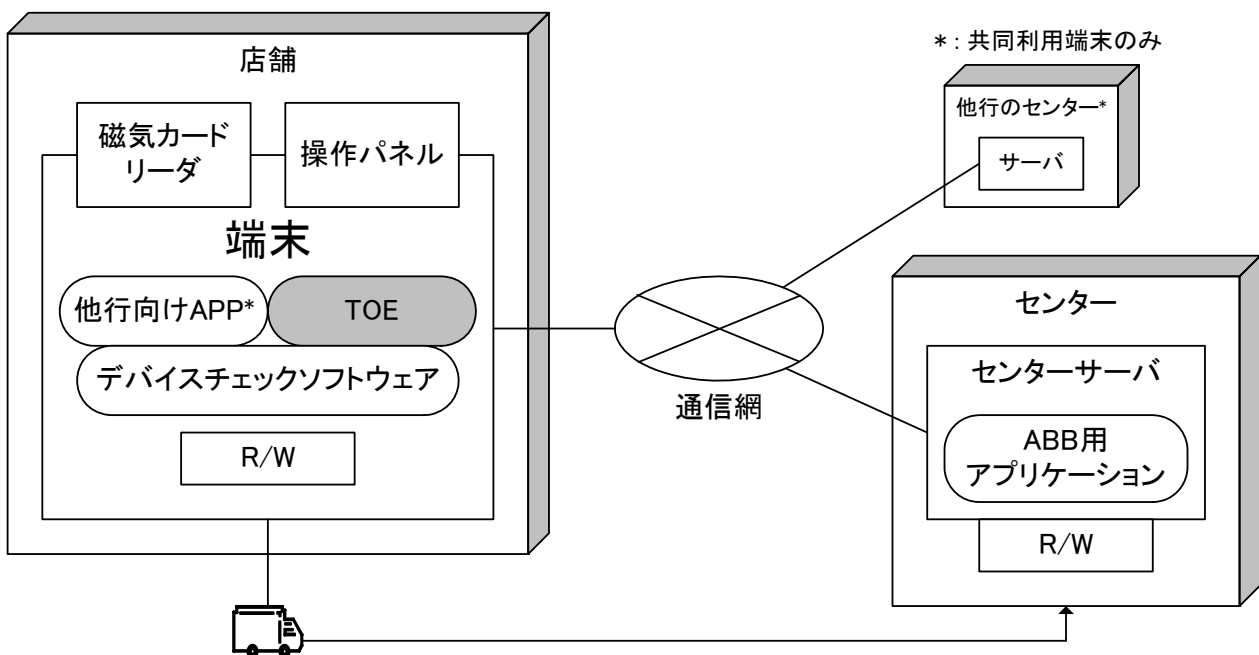 店舗
磁気カード
リーダ
操作パネル
端末
他行向けAPP*
TOE
デバイスチェックソフトウェア
R/W
通信網
*: 共同利用端末のみ
他行のセンター*
サーバ
センター
センターサーバ
ABB用
アプリケーション
R/W